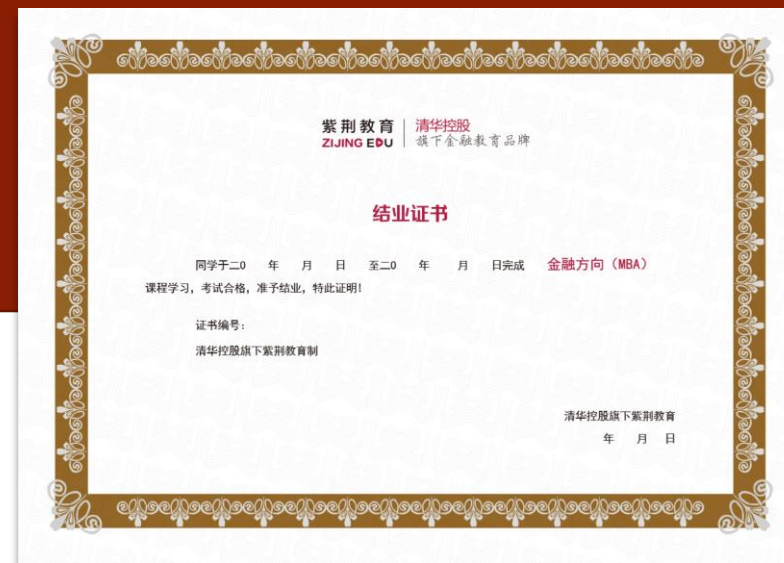 紫荆教育 清华控股
ZIJING EDU 旗下金融教育品牌
结业证书
同学于二0 年 月 日 至二0 年 月 日完成 金融方向（MBA）
课程学习，考试合格，准予结业，特此证明！
证书编号：
清华控股旗下紫荆教育制
清华控股旗下紫荆教育
年 月 日